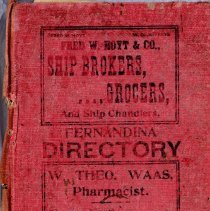 FRED W. HOYT & CO.,
SHIP BROKERS,
....GROCERS,
And Ship Chandlers.
FERNANDINA
DIRECTORY
W. THEO. WAAS,
Pharmacist.